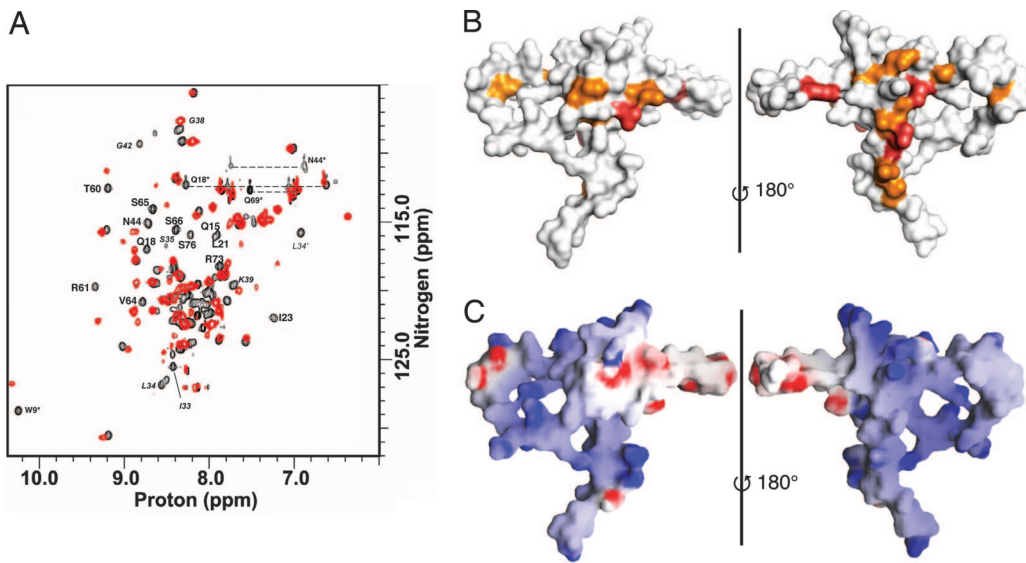 A
B
G38
G42
N44*
Q18*
T60
Q69*
S65
N44
S66
Q15
S35
S76
L21
Q18
L34'
R73
K39
R61
V64
I23
L34
I33
W9*
115.0
125.0
Nitrogen (ppm)
10.0 9.0 8.0 7.0
Proton (ppm)
180°
C
180°